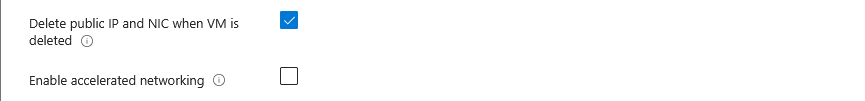 Delete public IP and NIC when VM is
deleted
Enable accelerated networking